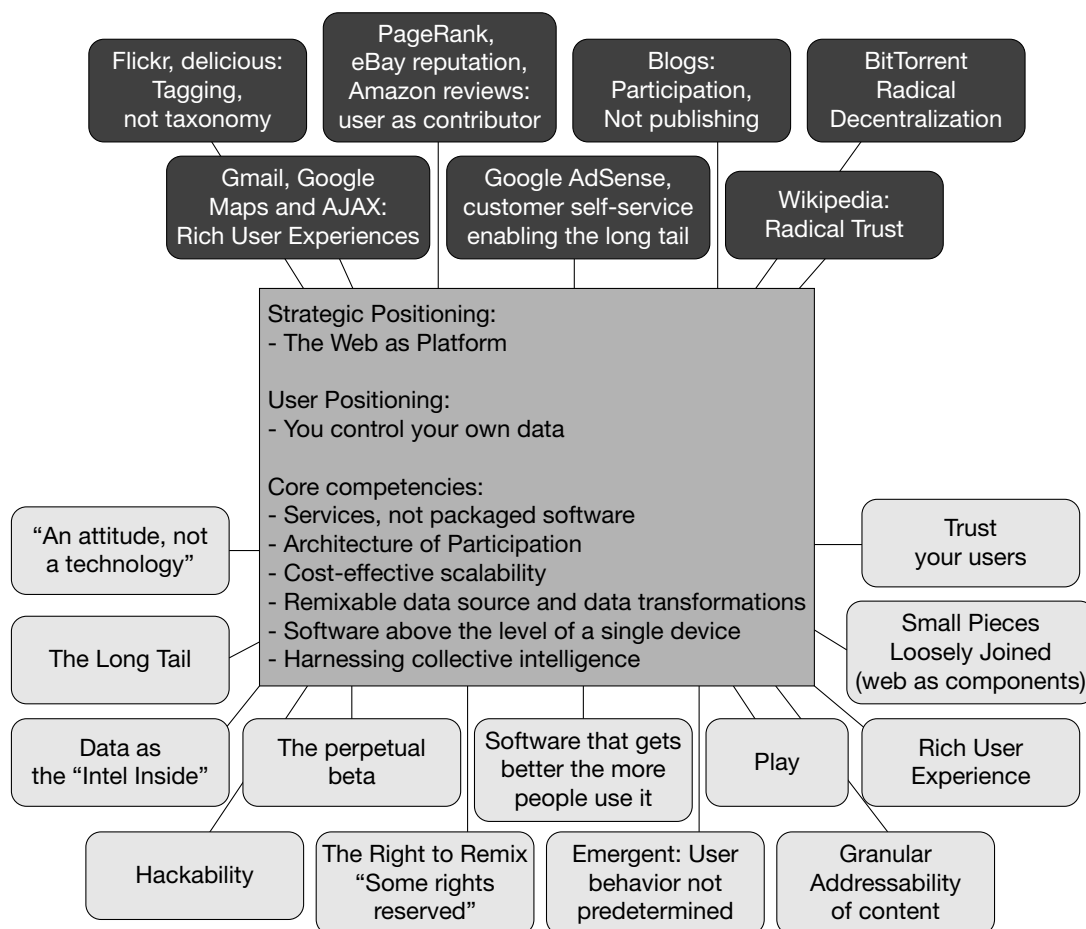 Flickr, delicious:
Tagging,
not taxonomy
PageRank,
eBay reputation,
Amazon reviews:
user as contributor
Blogs:
Participation,
Not publishing
BitTorrent
Radical
Decentralization
Gmail, Google
Maps and AJAX:
Rich User Experiences
Google AdSense,
customer self-service
enabling the long tail
Wikipedia:
Radical Trust
Strategic Positioning:
- The Web as Platform
User Positioning:
- You control your own data
Core competencies:
- Services, not packaged software
- Architecture of Participation
- Cost-effective scalability
- Remixable data source and data transformations
- Software above the level of a single device
- Harnessing collective intelligence
“An attitude, not
a technology”
Trust
your users
The Long Tail
Small Pieces
Loosely Joined
(web as components)
Data as
the “Intel Inside”
The perpetual
beta
Software that gets
better the more
people use it
Play
Rich User
Experience
Hackability
The Right to Remix
“Some rights
reserved”
Emergent: User
behavior not
predetermined
Granular
Addressability
of content